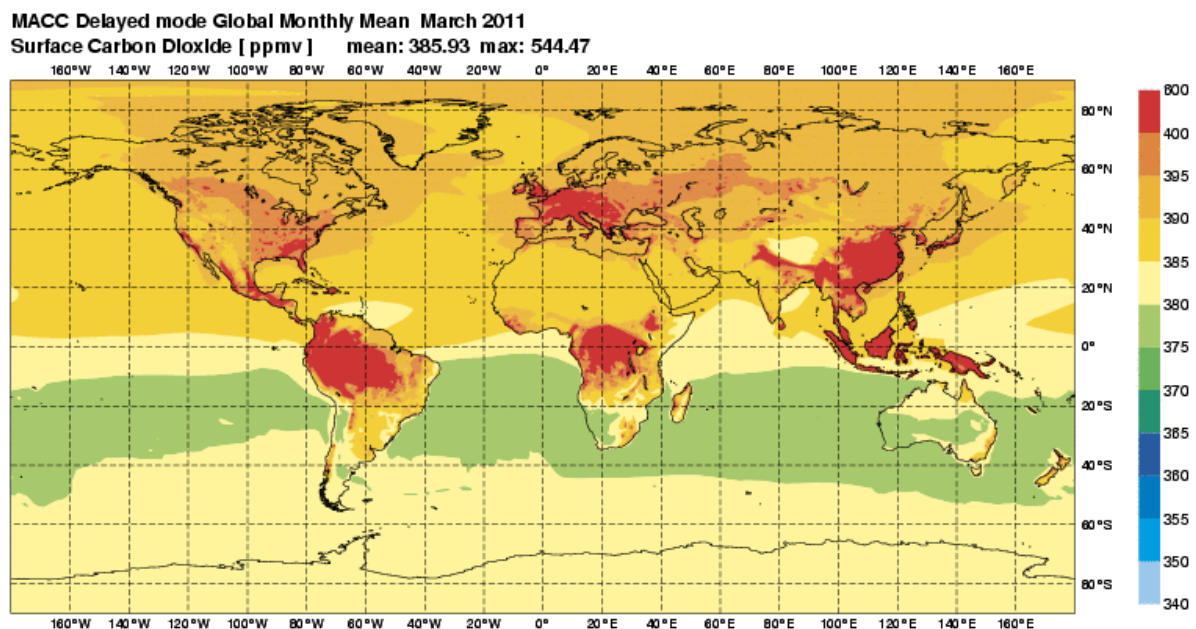 MACC Delayed mode Global Monthly Mean March 2011
Surface Carbon Dioxide [ ppmv ] mean: 385.93 max: 544.47
160°W 140°W 120°W 100°W 80°W 60°W 40°W 20°W 0° 20°E 40°E 60°E 80°E 100°E 120°E 140°E 160°E
80°N
60°N
40°N
20°N
0°
20°S
40°S
60°S
80°S
800
400
395
390
385
380
375
370
365
360
355
350
340
160°W 140°W 120°W 100°W 80°W 60°W 40°W 20°W 0° 20°E 40°E 60°E 80°E 100°E 120°E 140°E 160°E